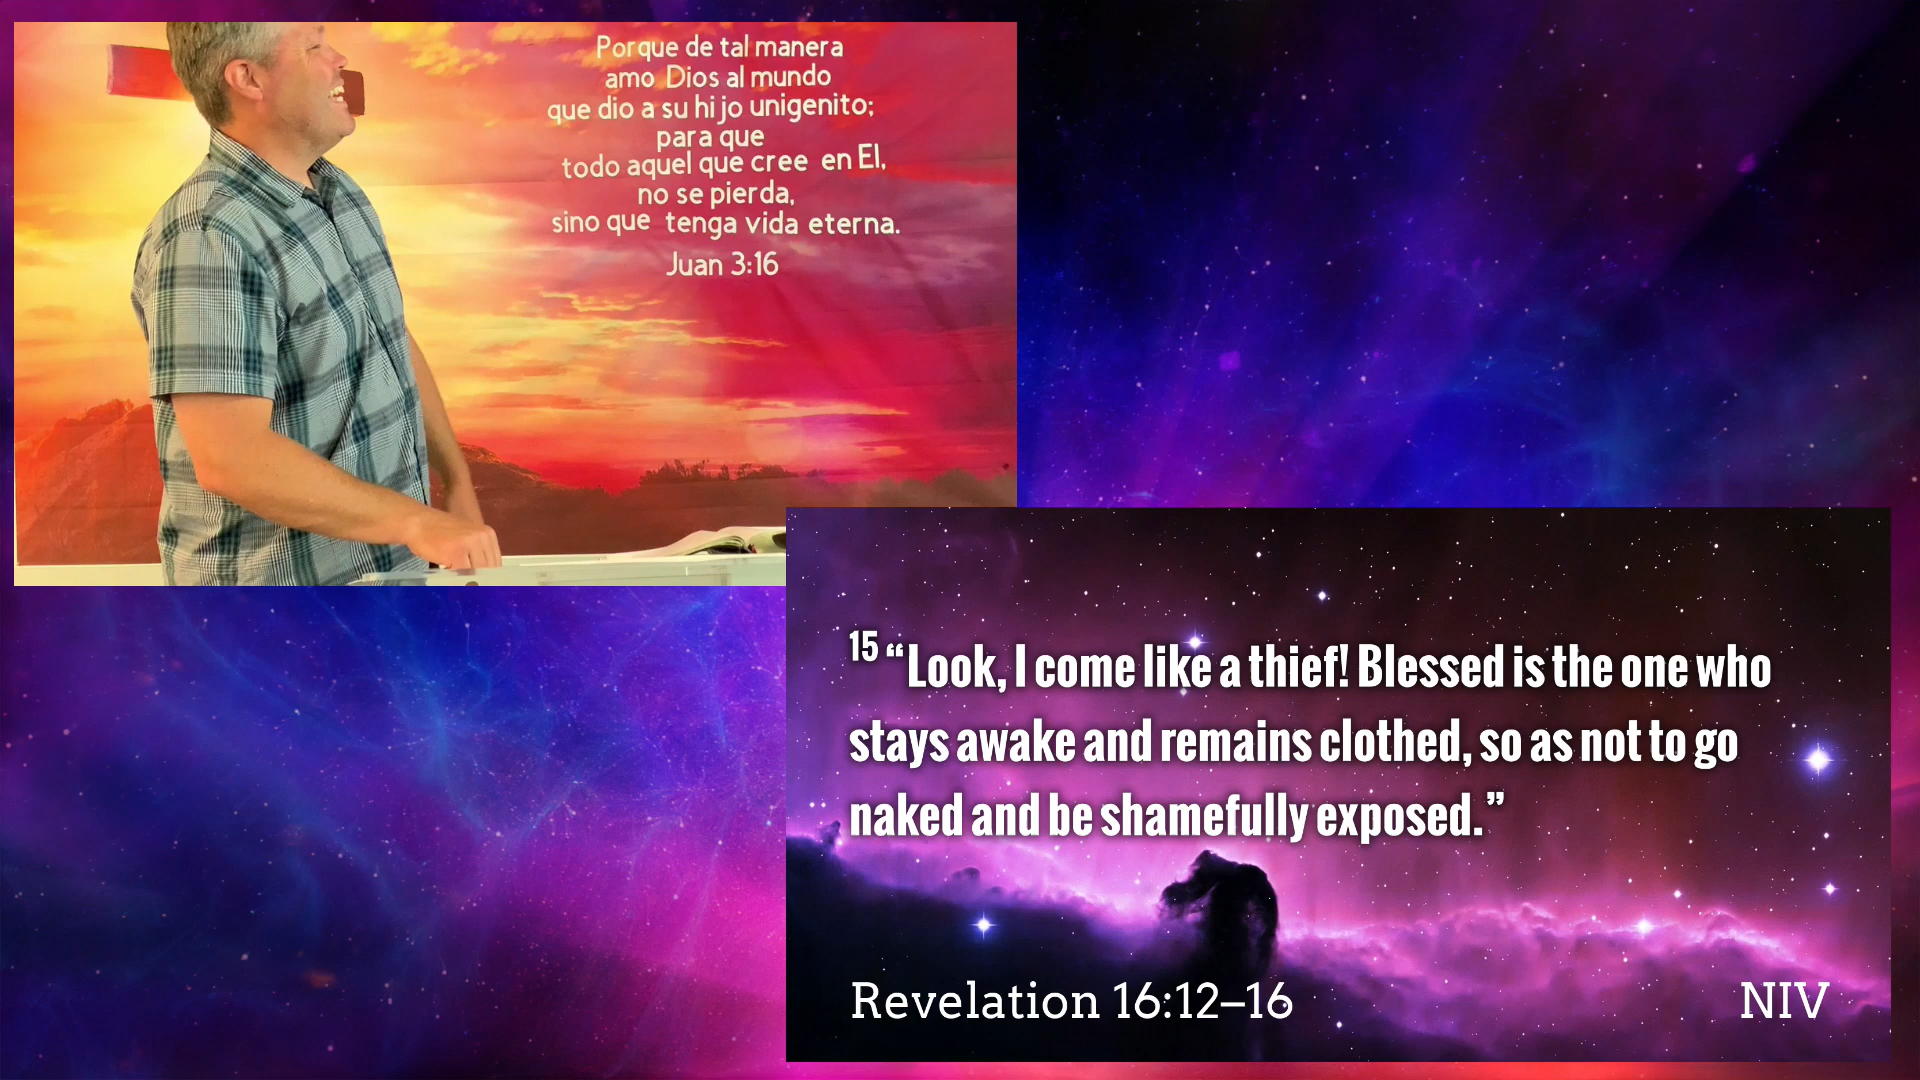 Porque de tal manera
amo Dios al mundo
que dio a su hijo unigenito;
para que
todo aquel que cree en El,
no se pierda,
sino que tenga vida eterna.
Juan 3:16
15 “Look, I come like a thief! Blessed is the one who
stays awake and remains clothed, so as not to go
naked and be shamefully exposed.”
Revelation 16:12–16 NIV